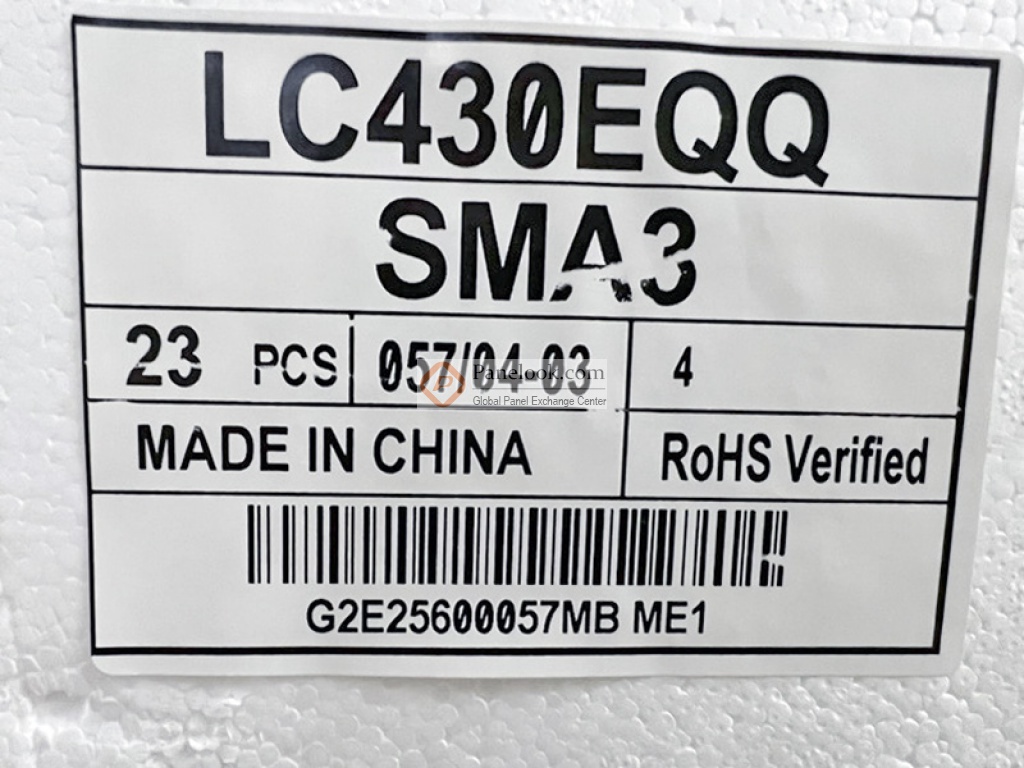 LC430EQQ
SMA3
23 PCS 057/04-03 4
Panelook.com
Global Panel Exchange Center
MADE IN CHINA RoHS Verified
G2E25600057MB ME1